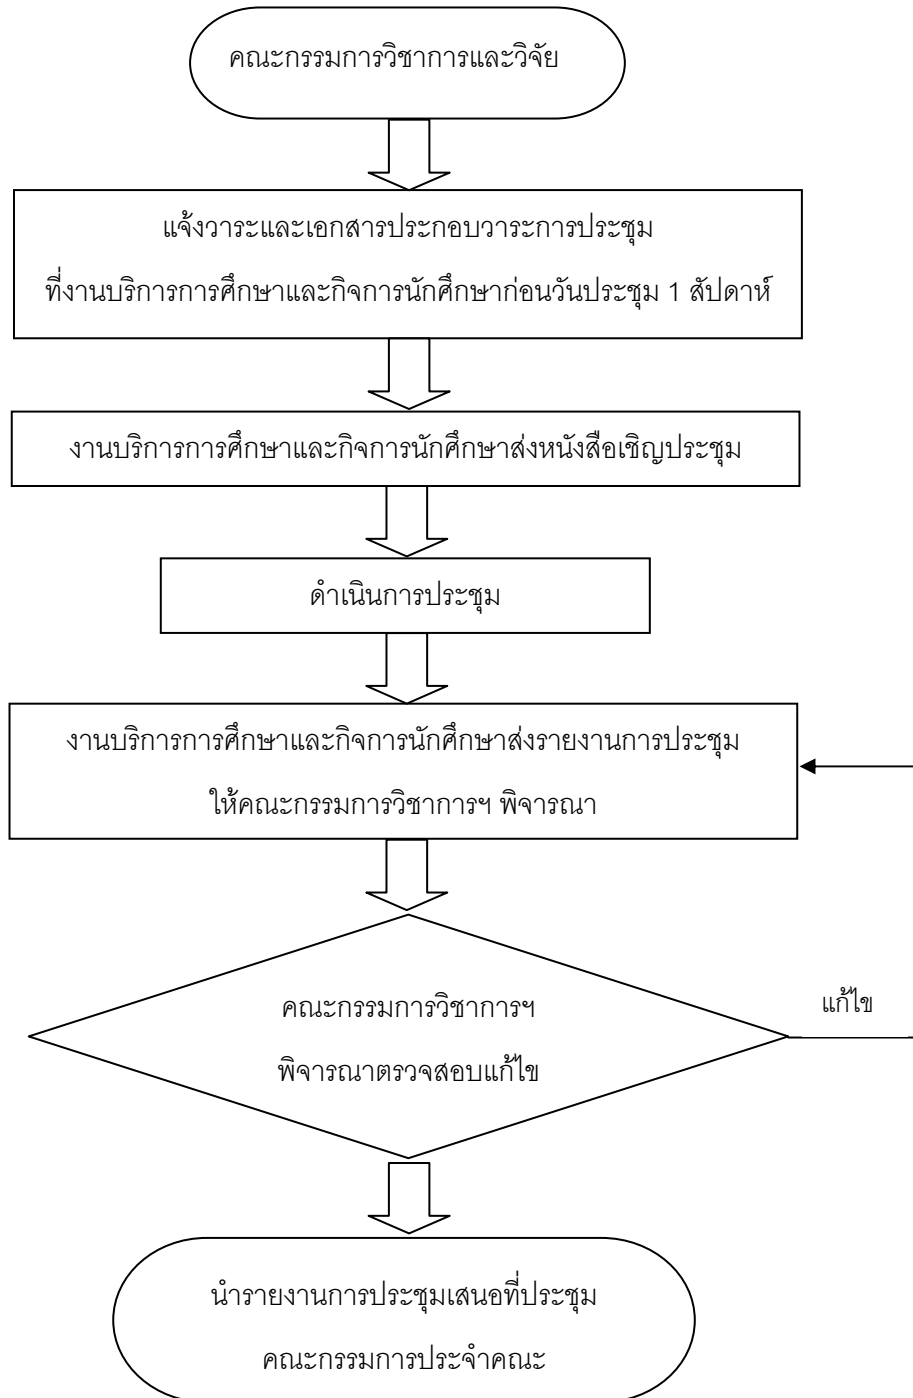 คณะกรรมการวิชาการและวิจัย
แจ้งวาระและเอกสารประกอบวาระการประชุม
ที่งานบริการการศึกษาและกิจการนักศึกษาก่อนวันประชุม 1 สัปดาห์
งานบริการการศึกษาและกิจการนักศึกษาส่งหนังสือเชิญประชุม
ดำเนินการประชุม
งานบริการการศึกษาและกิจการนักศึกษาส่งรายงานการประชุม
ให้คณะกรรมการวิชาการฯ พิจารณา
คณะกรรมการวิชาการฯ
พิจารณาตรวจสอบแก้ไข
แก้ไข
นำรายงานการประชุมเสนอที่ประชุม
คณะกรรมการประจำคณะ